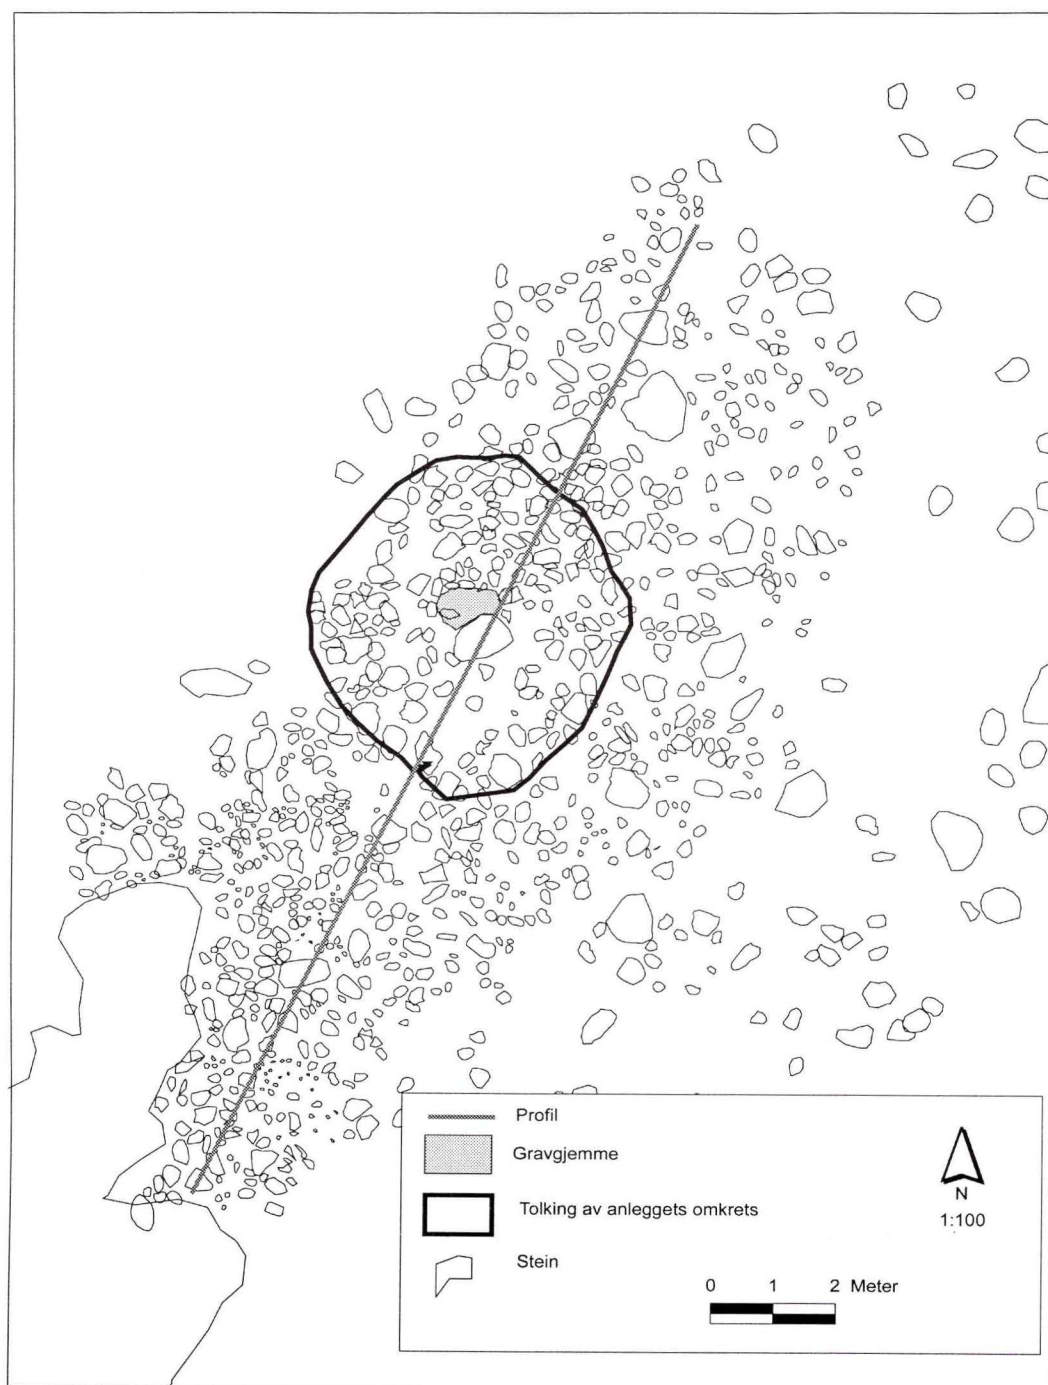 Profil
Gravgjemme
Tolking av anleggets omkrets
Stein
N
1:100
0 1 2 Meter